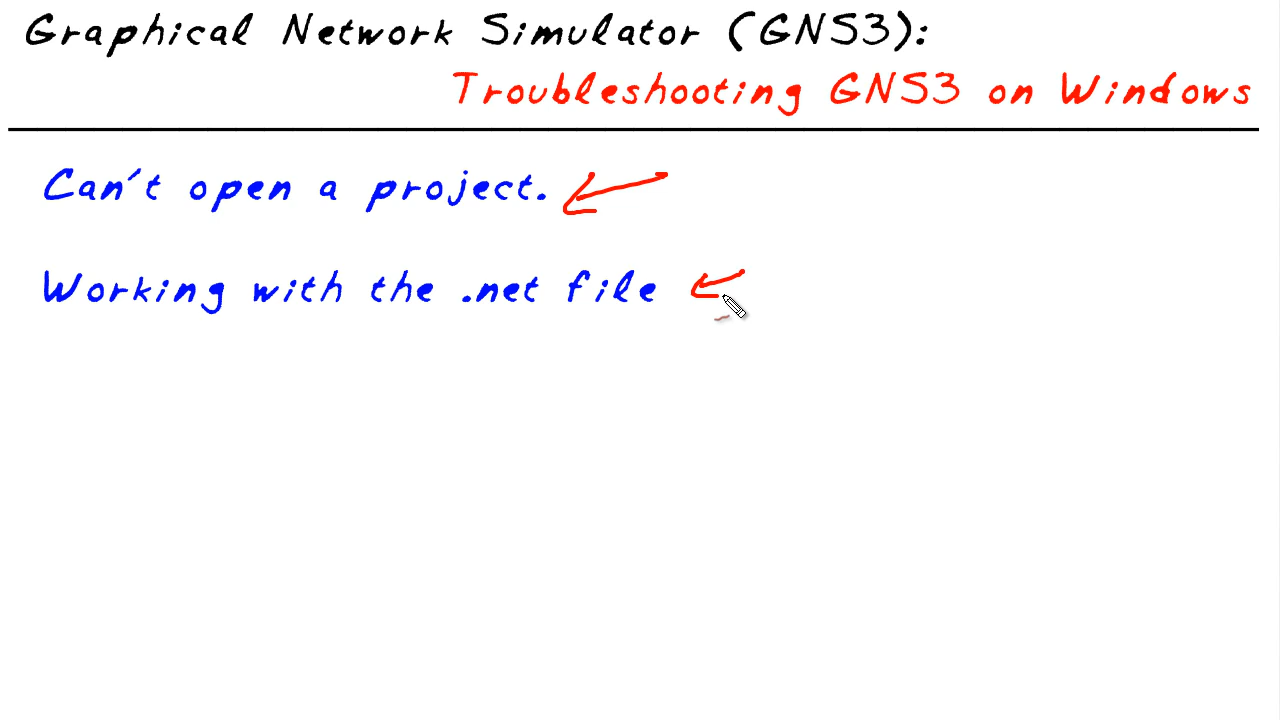 Graphical Network Simulator (GNS3):
Troubleshooting GNS3 on Windows
Can't open a project.
Working with the .net file